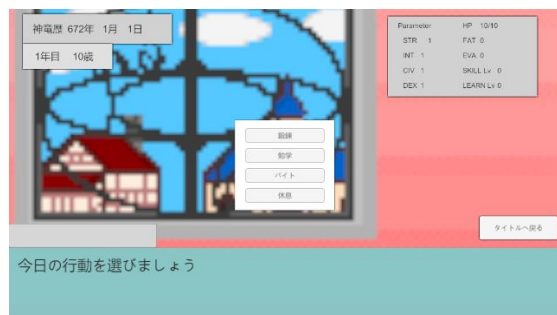 神竜歴 672年 1月 1日
1年目 10歳
Parameter HP 10/10
STR 1 FAT 0
INT 1 EVA 0
CIV 1 SKILL Lv 0
DEX 1 LEARN Lv 0
鍛錬
勉学
バイト
休息
タイトルへ戻る
今日の行動を選びましょう